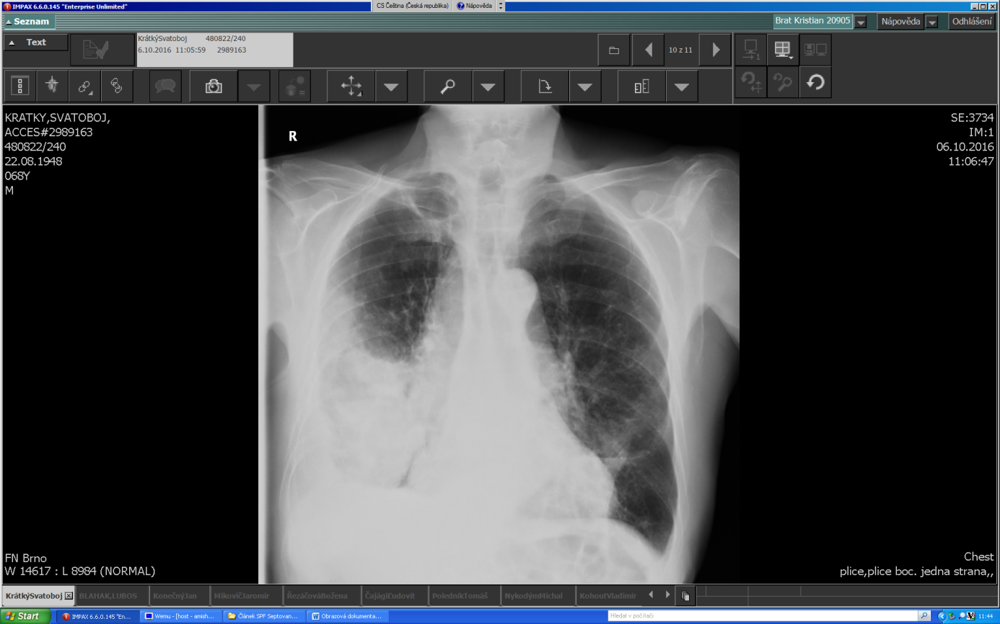 IMPAX 6.6.0.145 "Enterprise Unlimited"
CS Čeština (Česká republika) Nápověda
Seznam
Brat Kristian 20905 Nápověda Odhlášení
Text
KrátkýSvatoboj 480822/240
6.10.2016 11:05:59 2989163
10 z 11
KRATKY,SVATOBOJ,
ACCES#2989163
480822/240
22.08.1948
068Y
M
R
SE:3734
IM:1
06.10.2016
11:06:47
FN Brno
W 14617 : L 8984 (NORMAL)
Chest
plice,plice boc. jedna strana,,
KrátkýSvatoboj BLAHAK,LUBOS KonečnýJan MikovičJaromír ŘezáčováBožena ČajágiĽudovít PoledníkTomáš NykodýmMichal KohoutVladimír
Start IMPAX 6.6.0.145 "En... Wemu - [host - amish... Článek SPF Septovan... Obrazová dokumenta... Hledat v počítači 11:44